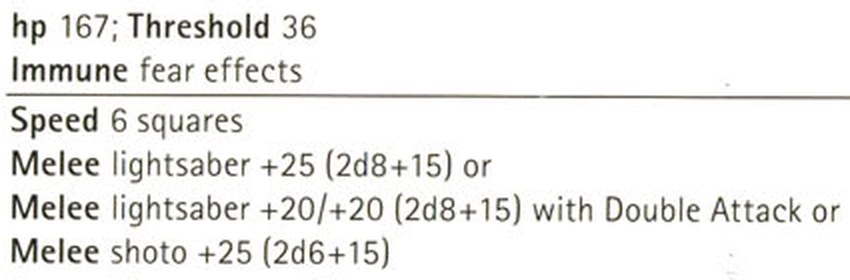 hp 167; Threshold 36
Immune fear effects
Speed 6 squares
Melee lightsaber +25 (2d8+15) or
Melee lightsaber +20/+20 (2d8+15) with Double Attack or
Melee shoto +25 (2d6+15)